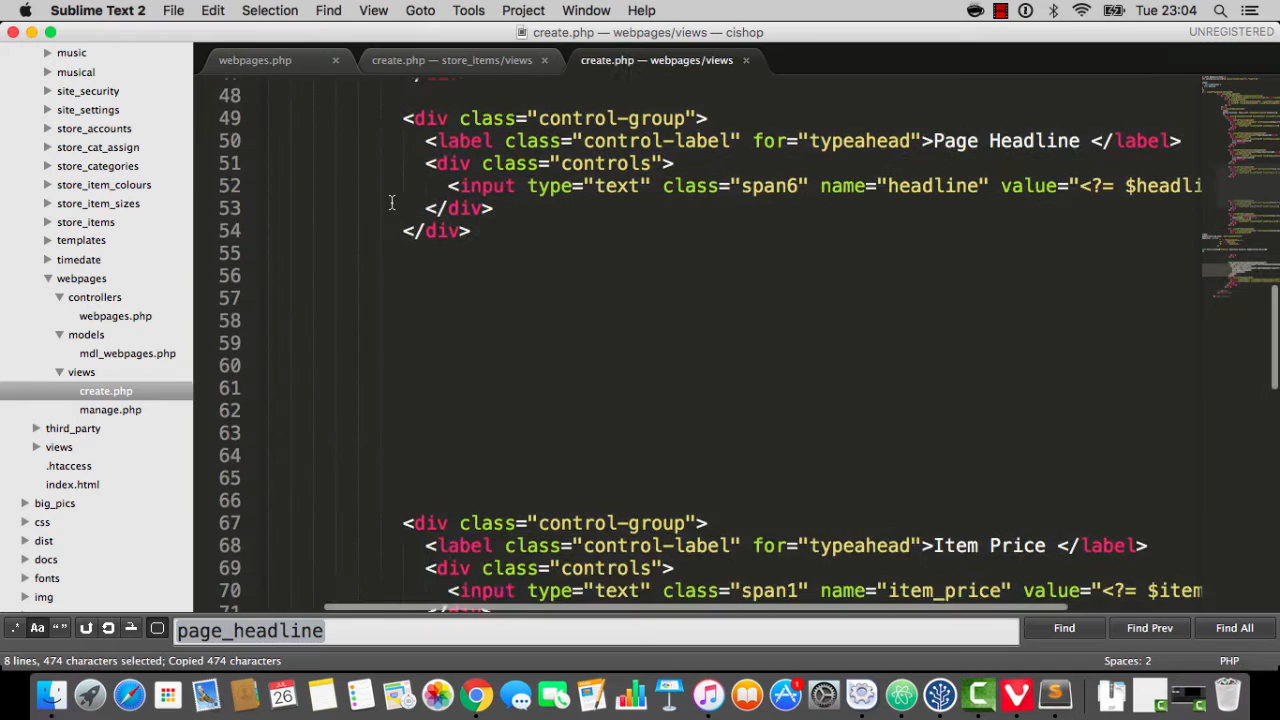 Sublime Text 2 File Edit Selection Find View Goto Tools Project Window Help Tue 23:04
create.php — webpages/views — cishop UNREGISTERED
music
musical
site_security
site_settings
store_accounts
store_cat_assign
store_categories
store_item_colours
store_item_sizes
store_items
templates
timedate
webpages
controllers
webpages.php
models
mdl_webpages.php
views
create.php
manage.php
third_party
views
.htaccess
index.html
big_pics
css
dist
docs
fonts
img
webpages.php × create.php — store_items/views × create.php — webpages/views ×
48
49 <div class="control-group">
50 <label class="control-label" for="typeahead">Page Headline </label>
51 <div class="controls">
52 <input type="text" class="span6" name="headline" value="<?= $headli
53 </div>
54 </div>
55
56
57
58
59
60
61
62
63
64
65
66
67 <div class="control-group">
68 <label class="control-label" for="typeahead">Item Price </label>
69 <div class="controls">
70 <input type="text" class="span1" name="item_price" value="<?= $item
.* Aa “ ” page_headline Find Find Prev Find All
8 lines, 474 characters selected; Copied 474 characters Spaces: 2 PHP